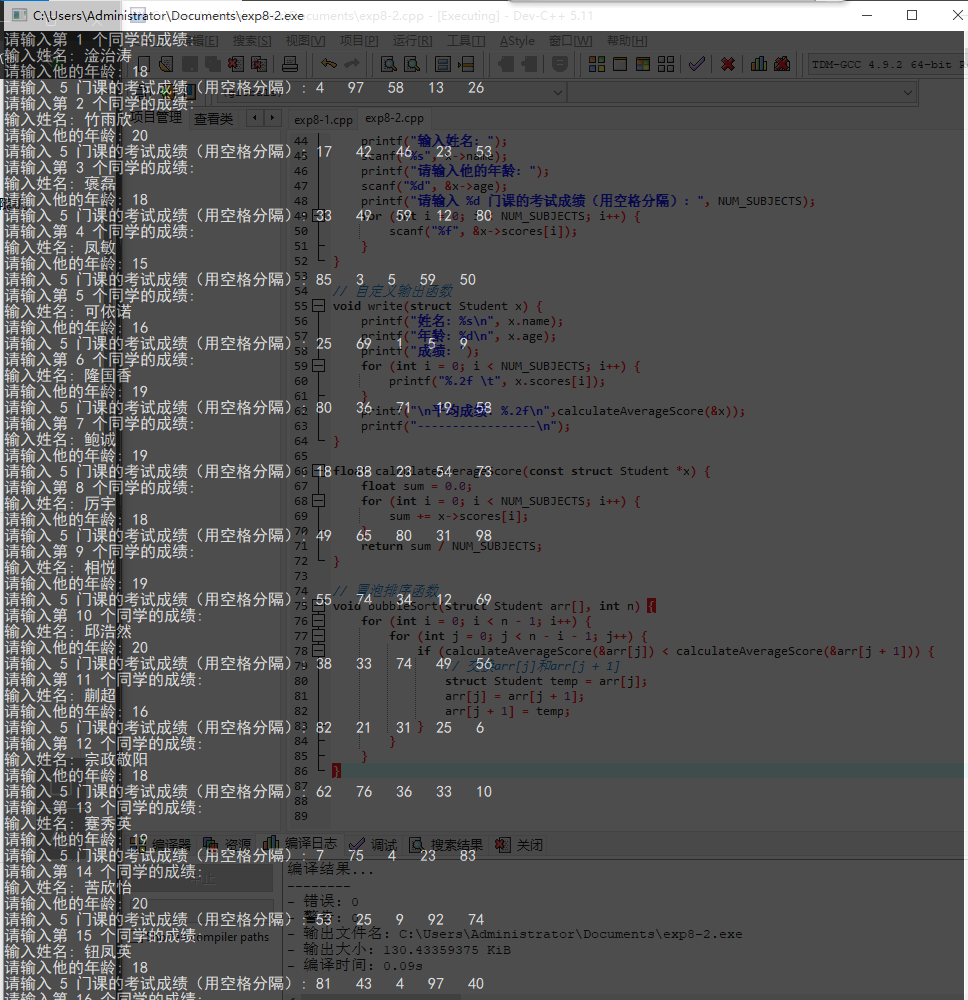 C:\Users\Administrator\Documents\exp8-2.exe
请输入第 1 个同学的成绩:
输入姓名: 淦治涛
请输入他的年龄: 18
请输入 5 门课的考试成绩（用空格分隔）: 4 97 58 13 26
请输入第 2 个同学的成绩:
输入姓名: 竹雨欣
请输入他的年龄: 20
请输入 5 门课的考试成绩（用空格分隔）: 17 42 46 23 53
请输入第 3 个同学的成绩:
输入姓名: 褒磊
请输入他的年龄: 18
请输入 5 门课的考试成绩（用空格分隔）: 49 12 80
请输入第 4 个同学的成绩:
输入姓名: 凤敏
请输入他的年龄: 15
请输入 5 门课的考试成绩（用空格分隔）: 85 3 5 59 50
请输入第 5 个同学的成绩:
输入姓名: 可依诺
请输入他的年龄: 16
请输入 5 门课的考试成绩（用空格分隔）: 25 69 1 5 9
请输入第 6 个同学的成绩:
输入姓名: 隆国香
请输入他的年龄: 19
请输入 5 门课的考试成绩（用空格分隔）: 80 36 71 19 58
请输入第 7 个同学的成绩:
输入姓名: 鲍诚
请输入他的年龄: 19
请输入 5 门课的考试成绩（用空格分隔）: 18 88 23 54 73
请输入第 8 个同学的成绩:
输入姓名: 厉宇
请输入他的年龄: 18
请输入 5 门课的考试成绩（用空格分隔）: 49 65 80 31 98
请输入第 9 个同学的成绩:
输入姓名: 相悦
请输入他的年龄: 19
请输入 5 门课的考试成绩（用空格分隔）: 55 74 34 12 69
请输入第 10 个同学的成绩:
输入姓名: 邱浩然
请输入他的年龄: 20
请输入 5 门课的考试成绩（用空格分隔）: 38 33 74 49 56
请输入第 11 个同学的成绩:
输入姓名: 蒯超
请输入他的年龄: 16
请输入 5 门课的考试成绩（用空格分隔）: 82 21 31 25 6
请输入第 12 个同学的成绩:
输入姓名: 宗政敬阳
请输入他的年龄: 18
请输入 5 门课的考试成绩（用空格分隔）: 62 76 36 33 10
请输入第 13 个同学的成绩:
输入姓名: 蹇秀英
请输入他的年龄: 19
请输入 5 门课的考试成绩（用空格分隔）: 7 75 4 23 83
请输入第 14 个同学的成绩:
输入姓名: 苦欣怡
请输入他的年龄: 20
请输入 5 门课的考试成绩（用空格分隔）: 53 25 9 92 74
请输入第 15 个同学的成绩:
输入姓名: 钮凤英
请输入他的年龄: 18
请输入 5 门课的考试成绩（用空格分隔）: 81 43 4 97 40
请输入第 16 个同学的成绩:
exp8-2.cpp - [Executing] - Dev-C++ 5.11
搜索[S] 视图[V] 项目[P] 运行[R] 工具[T] AStyle 窗口[W] 帮助[H]
TDM-GCC 4.9.2 64-bit
项目管理 查看类 exp8-1.cpp exp8-2.cpp
44 printf("输入姓名: ");
45 scanf("%s", x->name);
46 printf("请输入他的年龄: ");
47 scanf("%d", &x->age);
48 printf("请输入 %d 门课的考试成绩（用空格分隔）: ", NUM_SUBJECTS);
49 for (int i = 0; i < NUM_SUBJECTS; i++) {
50 scanf("%f", &x->scores[i]);
51 }
52 }
53
54 // 自定义输出函数
55 void write(struct Student x) {
56 printf("姓名: %s\n", x.name);
57 printf("年龄: %d\n", x.age);
58 printf("成绩: ");
59 for (int i = 0; i < NUM_SUBJECTS; i++) {
60 printf("%.2f \t", x.scores[i]);
61 }
62 printf("\n平均成绩: %.2f\n",calculateAverageScore(&x));
63 printf("-----------------\n");
64 }
65
66 float calculateAverageScore(const struct Student *x) {
67 float sum = 0.0;
68 for (int i = 0; i < NUM_SUBJECTS; i++) {
69 sum += x->scores[i];
70 }
71 return sum / NUM_SUBJECTS;
72 }
73
74 // 冒泡排序函数
75 void bubbleSort(struct Student arr[], int n) {
76 for (int i = 0; i < n - 1; i++) {
77 for (int j = 0; j < n - i - 1; j++) {
78 if (calculateAverageScore(&arr[j]) < calculateAverageScore(&arr[j + 1])) {
79 // 交换arr[j]和arr[j + 1]
80 struct Student temp = arr[j];
81 arr[j] = arr[j + 1];
82 arr[j + 1] = temp;
83 }
84 }
85 }
86 }
87
88
89
编译器 资源 编译日志 调试 搜索结果 关闭
编译结果...
--------
- 错误: 0
- 警告: 0
- 输出文件名: C:\Users\Administrator\Documents\exp8-2.exe
- 输出大小: 130.43359375 KiB
- 编译时间: 0.09s
compiler paths